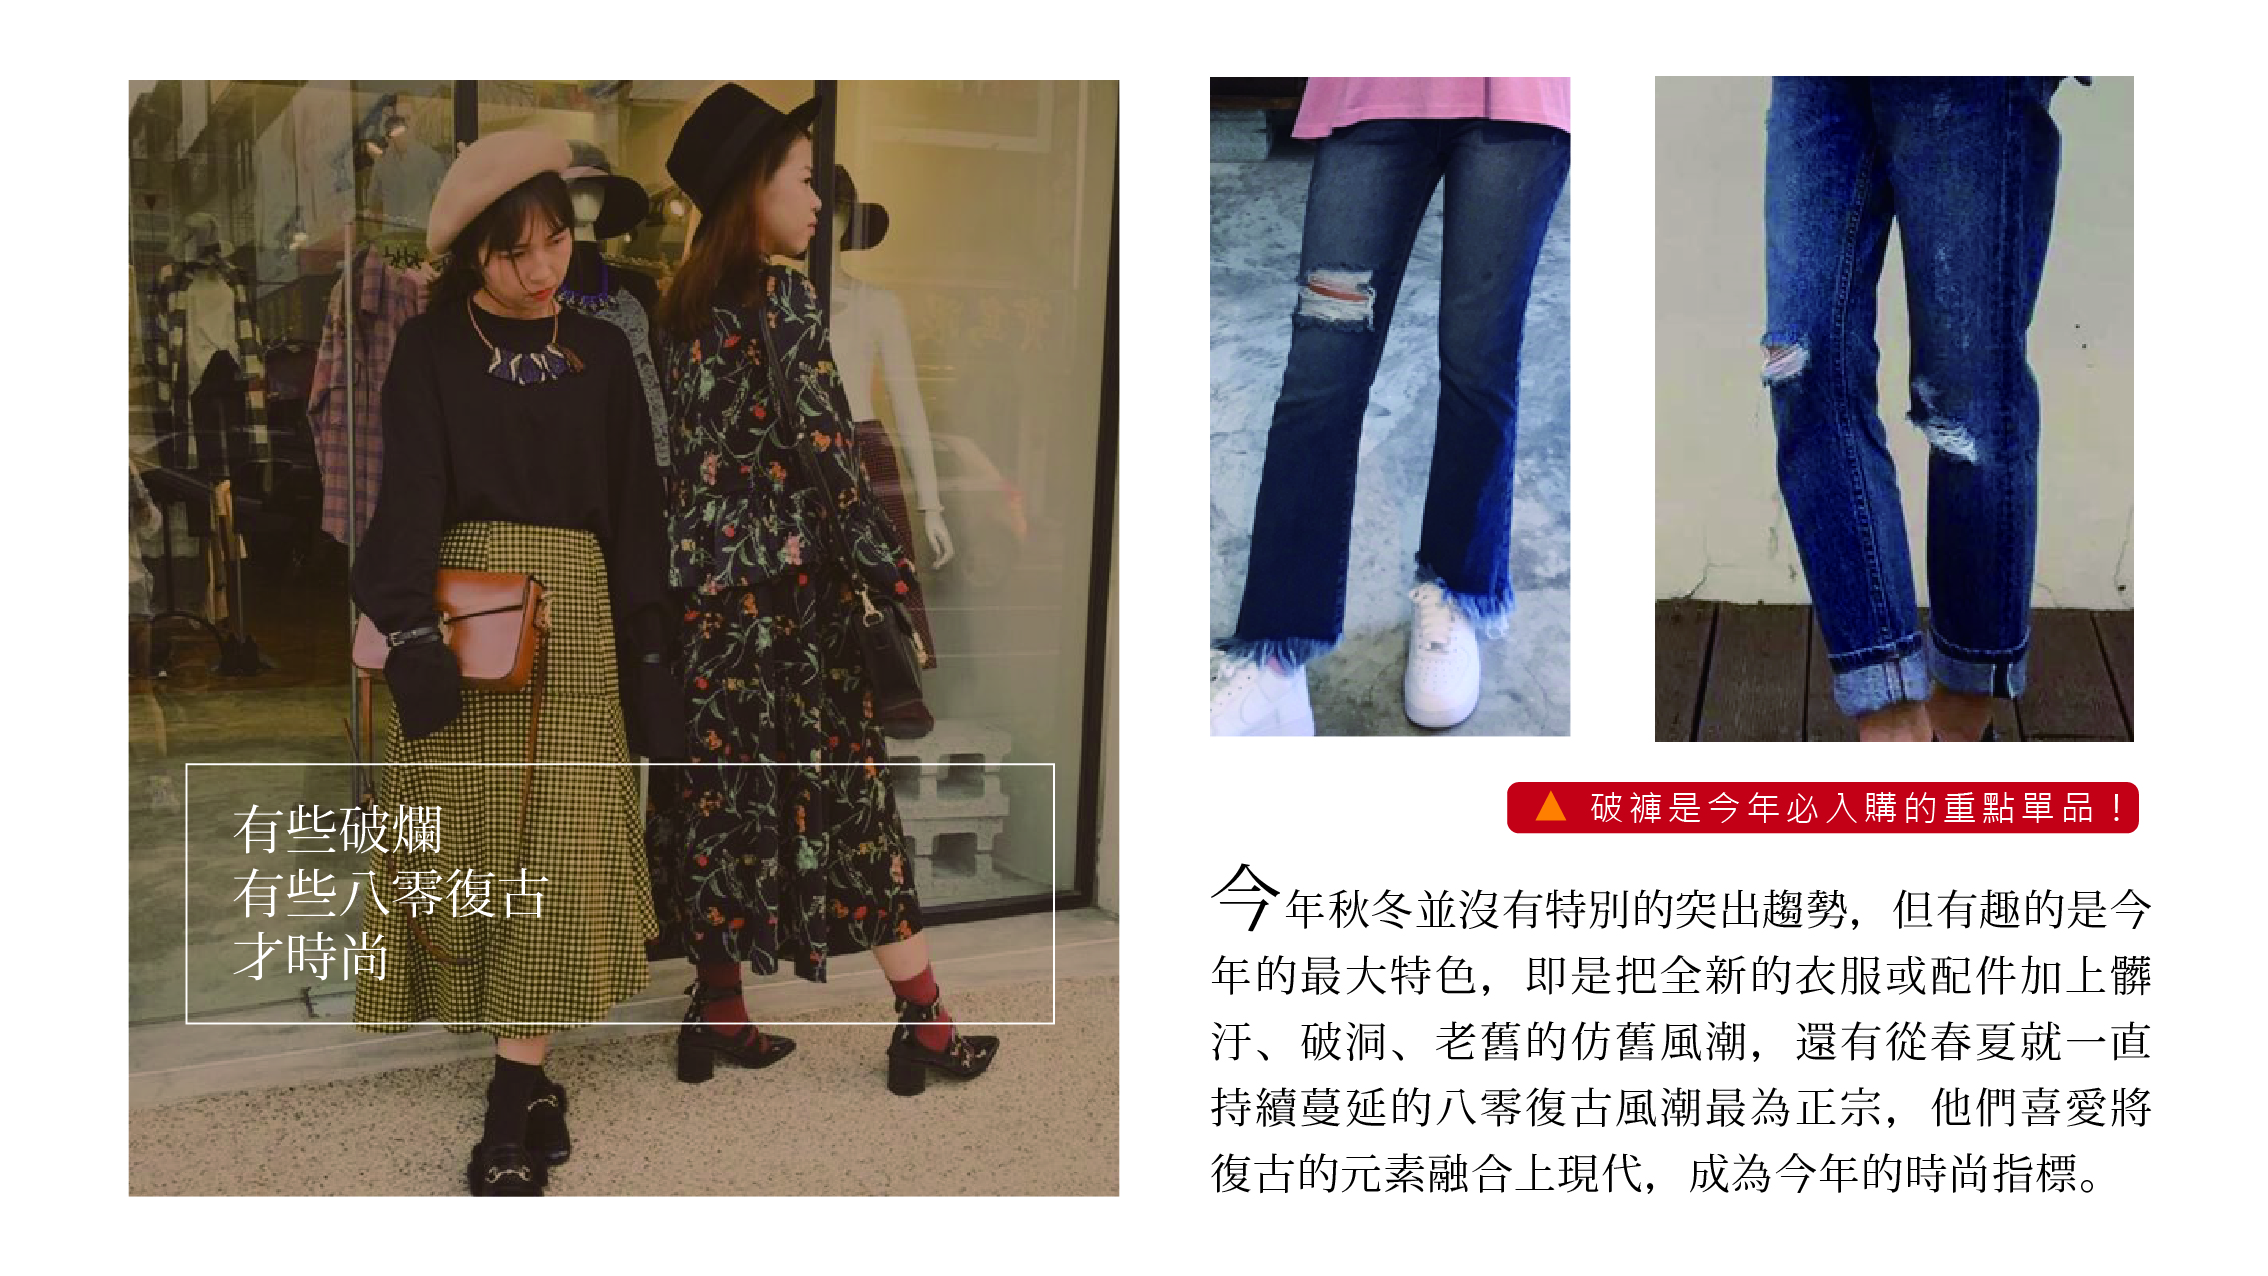 有些破爛
有些八零復古
才時尚
▲ 破褲是今年必入購的重點單品！
今年秋冬並沒有特別的突出趨勢，但有趣的是今
年的最大特色，即是把全新的衣服或配件加上髒
汙、破洞、老舊的仿舊風潮，還有從春夏就一直
持續蔓延的八零復古風潮最為正宗，他們喜愛將
復古的元素融合上現代，成為今年的時尚指標。